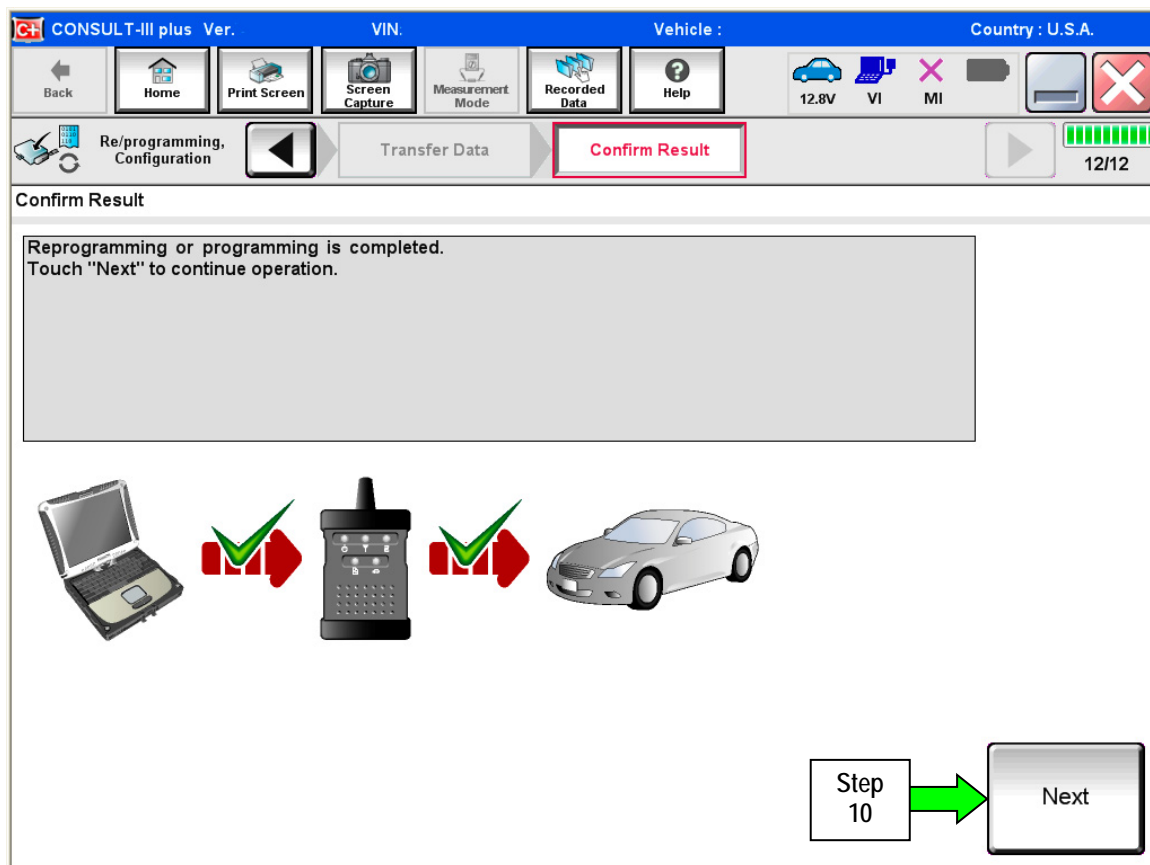 C+ CONSULT-III plus Ver. VIN: Vehicle : Country : U.S.A.
Back
Home
Print Screen
Screen
Capture
Measurement
Mode
Recorded
Data
Help
12.8V VI MI
Re/programming,
Configuration
Transfer Data
Confirm Result
12/12
Confirm Result
Reprogramming or programming is completed.
Touch "Next" to continue operation.
Step
10
Next